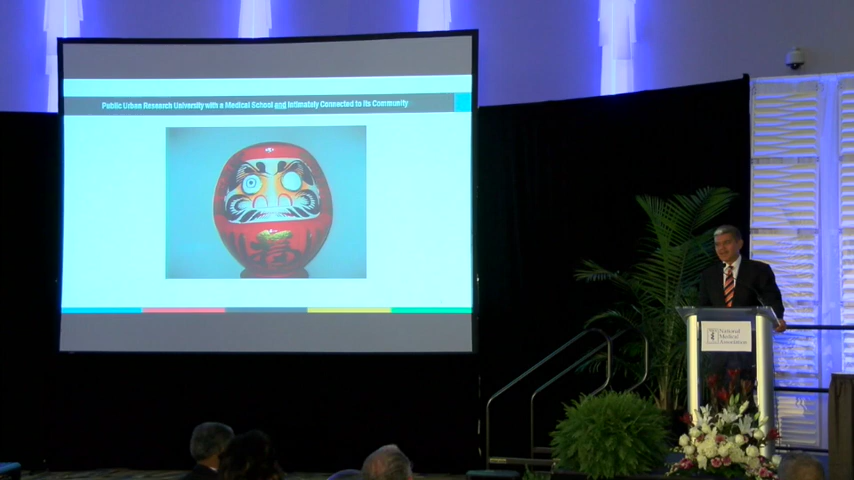 Public Urban Research University with a Medical School and Intimately Connected to Its Community
National
Medical
Association